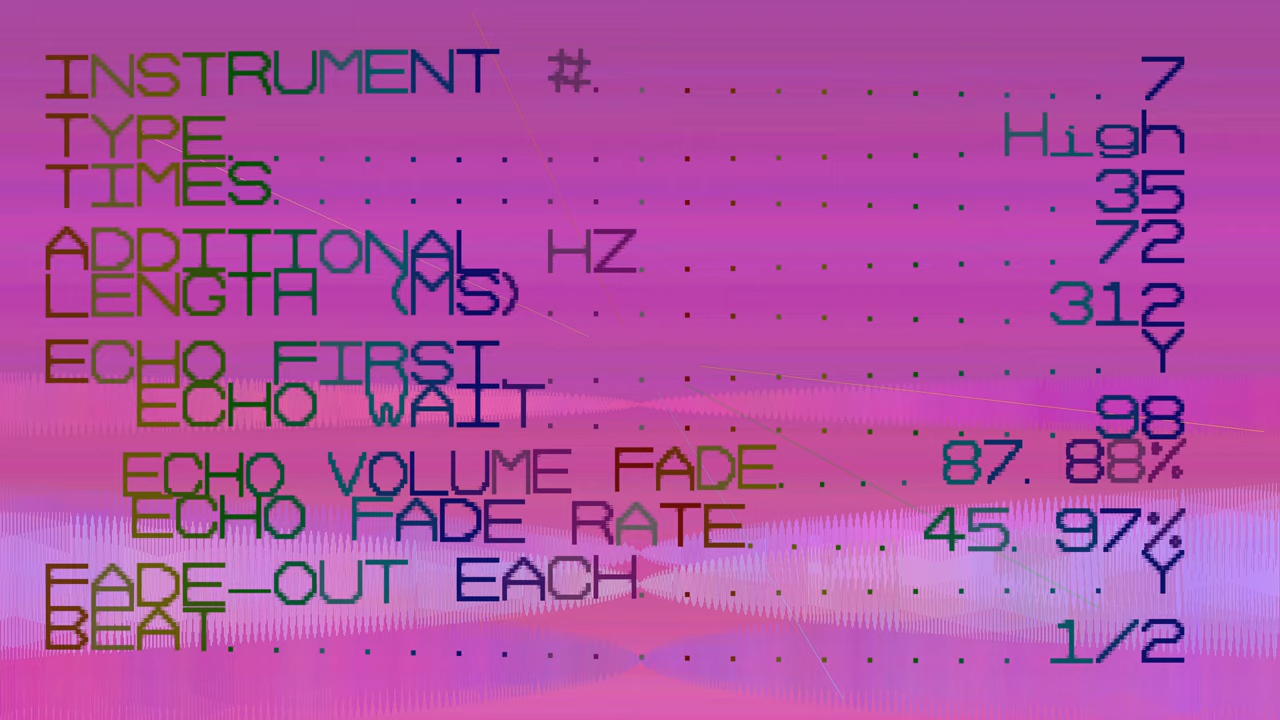 INSTRUMENT #. . . . . . . . . . . . 7
TYPE. . . . . . . . . . . . . . . . . High
TIMES. . . . . . . . . . . . . . . . . . 35
ADDITIONAL HZ. . . . . . . . . . 72
LENGTH (MS). . . . . . . . . . . 312
ECHO FIRST. . . . . . . . . . . . . . Y
ECHO WAIT. . . . . . . . . . . . 98
ECHO VOLUME FADE. . . . 87. 88%
ECHO FADE RATE. . . . 45. 97%
FADE-OUT EACH. . . . . . . . . . . Y
BEAT. . . . . . . . . . . . . . . . . . 1/2